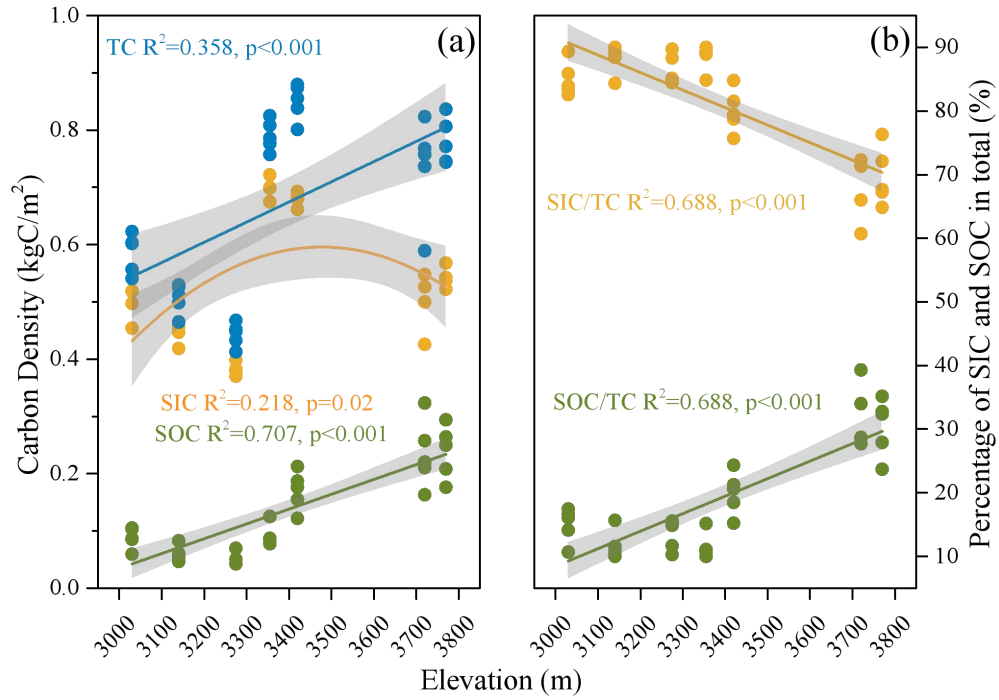 (a)
TC R²=0.358, p<0.001
SIC R²=0.218, p=0.02
SOC R²=0.707, p<0.001
Carbon Density (kgC/m²)
1.0
0.8
0.6
0.4
0.2
0.0
3000 3100 3200 3300 3400 3500 3600 3700 3800
(b)
SIC/TC R²=0.688, p<0.001
SOC/TC R²=0.688, p<0.001
90
80
70
60
50
40
30
20
10
Percentage of SIC and SOC in total (%)
3000 3100 3200 3300 3400 3500 3600 3700 3800
Elevation (m)